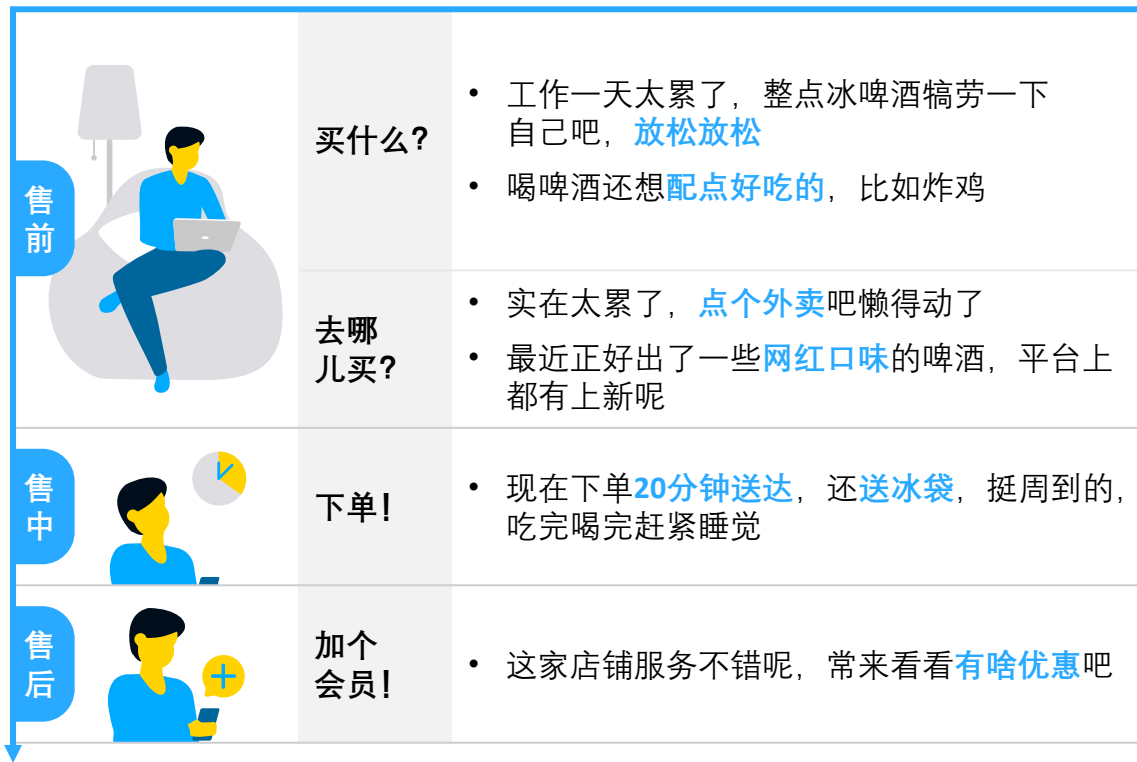 售前
买什么？
• 工作一天太累了，整点冰啤酒犒劳一下
自己吧，放松放松
• 喝啤酒还想配点好吃的，比如炸鸡
去哪
儿买？
• 实在太累了，点个外卖吧懒得动了
• 最近正好出了一些网红口味的啤酒，平台上
都有上新呢
售中
下单！
• 现在下单20分钟送达，还送冰袋，挺周到的，
吃完喝完赶紧睡觉
售后
加个
会员！
• 这家店铺服务不错呢，常来看看有啥优惠吧